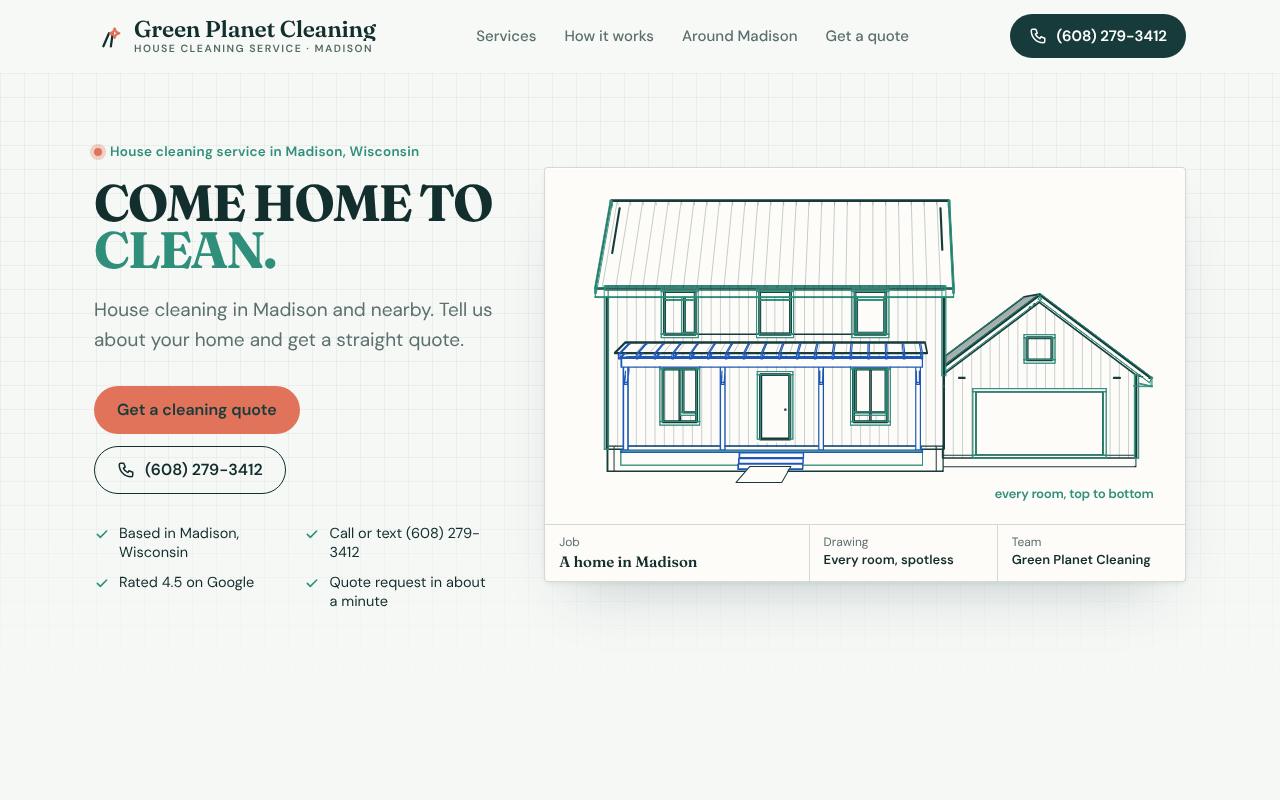 Green Planet Cleaning
HOUSE CLEANING SERVICE · MADISON
Services
How it works
Around Madison
Get a quote
(608) 279-3412
House cleaning service in Madison, Wisconsin
COME HOME TO
CLEAN.
House cleaning in Madison and nearby. Tell us
about your home and get a straight quote.
Get a cleaning quote
(608) 279-3412
Based in Madison,
Wisconsin
Call or text (608) 279-
3412
Rated 4.5 on Google
Quote request in about
a minute
every room, top to bottom
Job
A home in Madison
Drawing
Every room, spotless
Team
Green Planet Cleaning